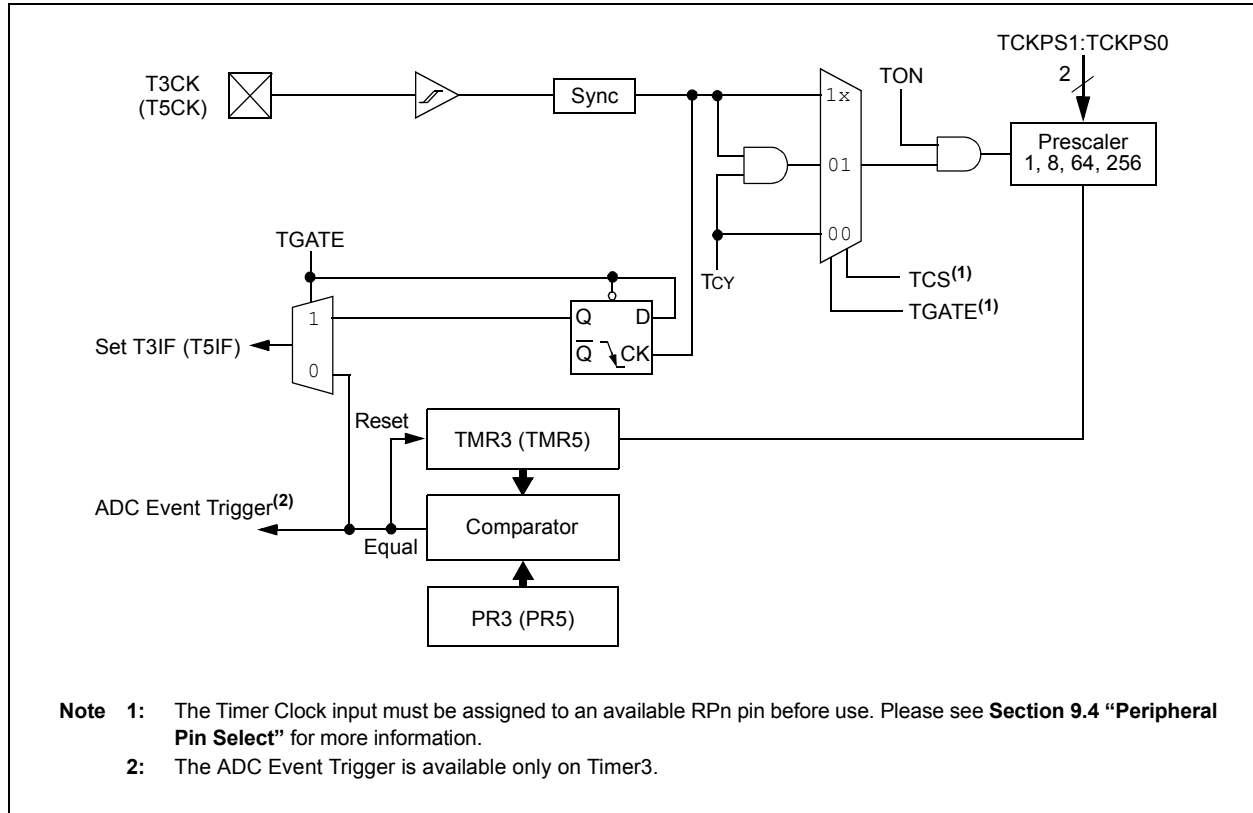 TCKPS1:TCKPS0
2
TON
T3CK
(T5CK)
Sync
1x
Prescaler
1, 8, 64, 256
01
00
TGATE
TCY
TCS(1)
TGATE(1)
1
Q D
Q CK
Set T3IF (T5IF)
0
Reset
TMR3 (TMR5)
ADC Event Trigger(2)
Comparator
Equal
PR3 (PR5)
Note 1: The Timer Clock input must be assigned to an available RPn pin before use. Please see Section 9.4 “Peripheral
Pin Select” for more information.
2: The ADC Event Trigger is available only on Timer3.